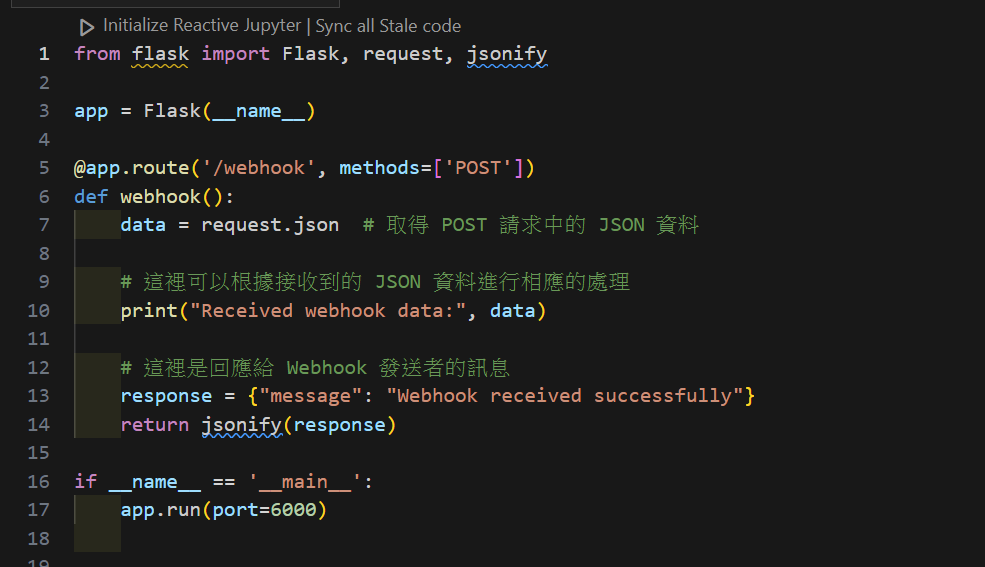 Initialize Reactive Jupyter | Sync all Stale code
1 from flask import Flask, request, jsonify
2
3 app = Flask(__name__)
4
5 @app.route('/webhook', methods=['POST'])
6 def webhook():
7     data = request.json  # 取得 POST 請求中的 JSON 資料
8
9     # 這裡可以根據接收到的 JSON 資料進行相應的處理
10     print("Received webhook data:", data)
11
12     # 這裡是回應給 Webhook 發送者的訊息
13     response = {"message": "Webhook received successfully"}
14     return jsonify(response)
15
16 if __name__ == '__main__':
17     app.run(port=6000)
18
19